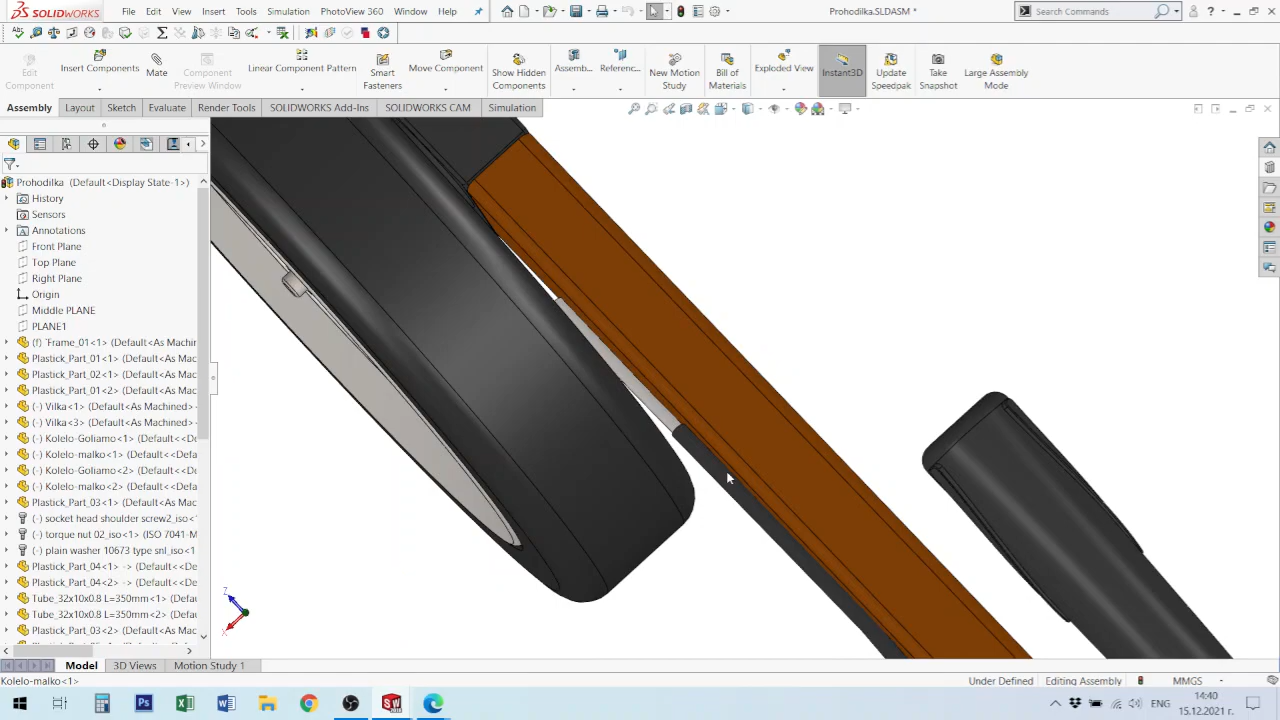 SOLIDWORKS File Edit View Insert Tools Simulation PhotoView 360 Window Help Prohodilka.SLDASM * Search Commands
Edit Component Insert Components Mate Component Preview Window Linear Component Pattern Smart Fasteners Move Component Show Hidden Components Assemb... Referenc... New Motion Study Bill of Materials Exploded View Instant3D Update Speedpak Take Snapshot Large Assembly Mode
Assembly Layout Sketch Evaluate Render Tools SOLIDWORKS Add-Ins SOLIDWORKS CAM Simulation
Prohodilka (Default<Display State-1>)
History
Sensors
Annotations
Front Plane
Top Plane
Right Plane
Origin
Middle PLANE
PLANE1
(f) 'Frame_01<1> (Default<As Machin
Plastick_Part_01<1> (Default<As Mac
Plastick_Part_02<1> (Default<As Mac
Plastick_Part_01<2> (Default<As Mac
(-) Vilka<1> (Default<As Machined>
(-) Vilka<3> (Default<As Machined>
(-) Kolelo-Goliamo<1> (Default<<De
(-) Kolelo-malko<1> (Default<<Defa
(-) Kolelo-Goliamo<2> (Default<<De
(-) Kolelo-malko<2> (Default<<Defa
Plastick_Part_03<1> (Default<As Mac
(-) socket head shoulder screw2_iso<1
(-) torque nut 02_iso<1> (ISO 7041-M
(-) plain washer 10673 type snl_iso<1
Plastick_Part_04<1> -> (Default<As M
Plastick_Part_04<2> -> (Default<As M
Tube_32x10x0.8 L=350mm<1> (Defau
Tube_32x10x0.8 L=350mm<2> (Defau
Plastick_Part_03<2> (Default<As Mac
Z
X
Model 3D Views Motion Study 1
Kolelo-malko<1> Under Defined Editing Assembly MMGS
ENG 14:40
15.12.2021 г.